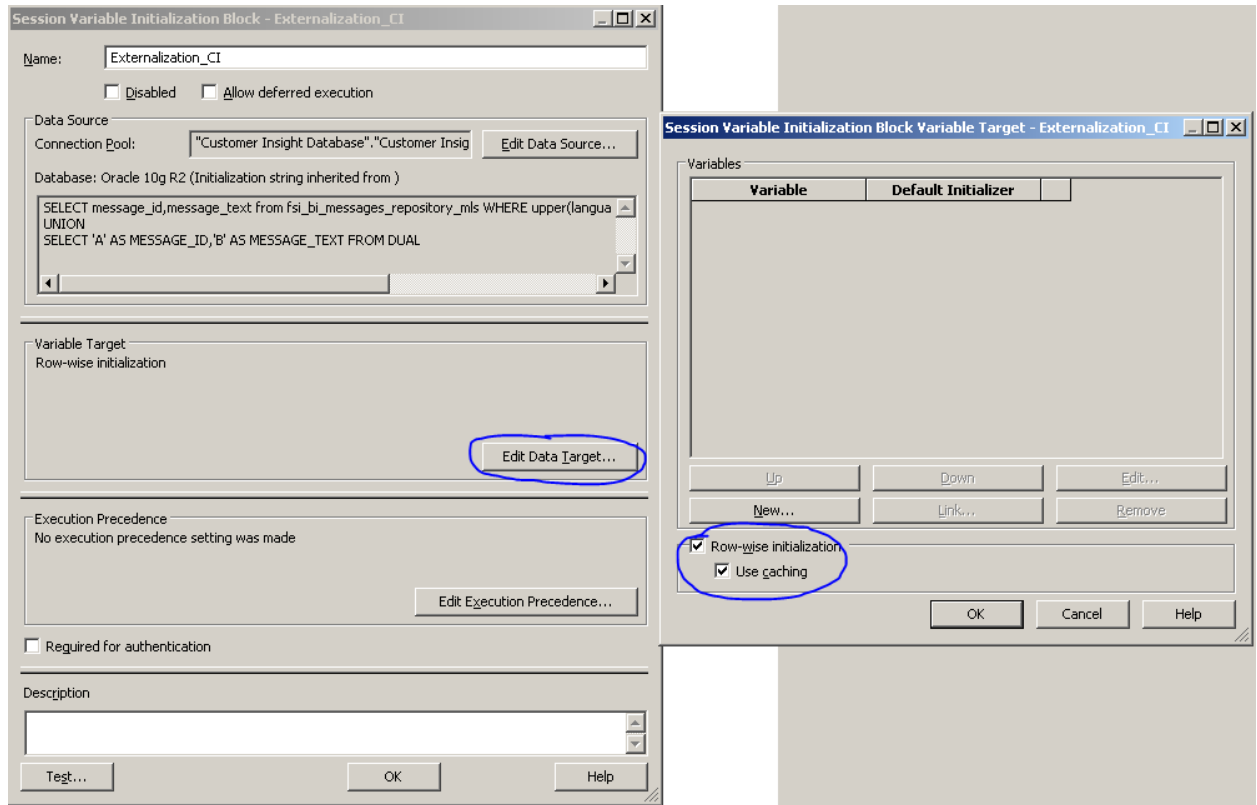 Session Variable Initialization Block - Externalization_CI
Name: Externalization_CI
Disabled Allow deferred execution
Data Source
Connection Pool: "Customer Insight Database"."Customer Insig Edit Data Source...
Database: Oracle 10g R2 (Initialization string inherited from )
SELECT message_id,message_text from fsi_bi_messages_repository_mls WHERE upper(langua
UNION
SELECT 'A' AS MESSAGE_ID,'B' AS MESSAGE_TEXT FROM DUAL
Variable Target
Row-wise initialization
Edit Data Target...
Execution Precedence
No execution precedence setting was made
Edit Execution Precedence...
Required for authentication
Description
Test... OK Help
Session Variable Initialization Block Variable Target - Externalization_CI
Variables
Variable Default Initializer
Up Down Edit...
New... Link... Remove
Row-wise initialization
Use caching
OK Cancel Help